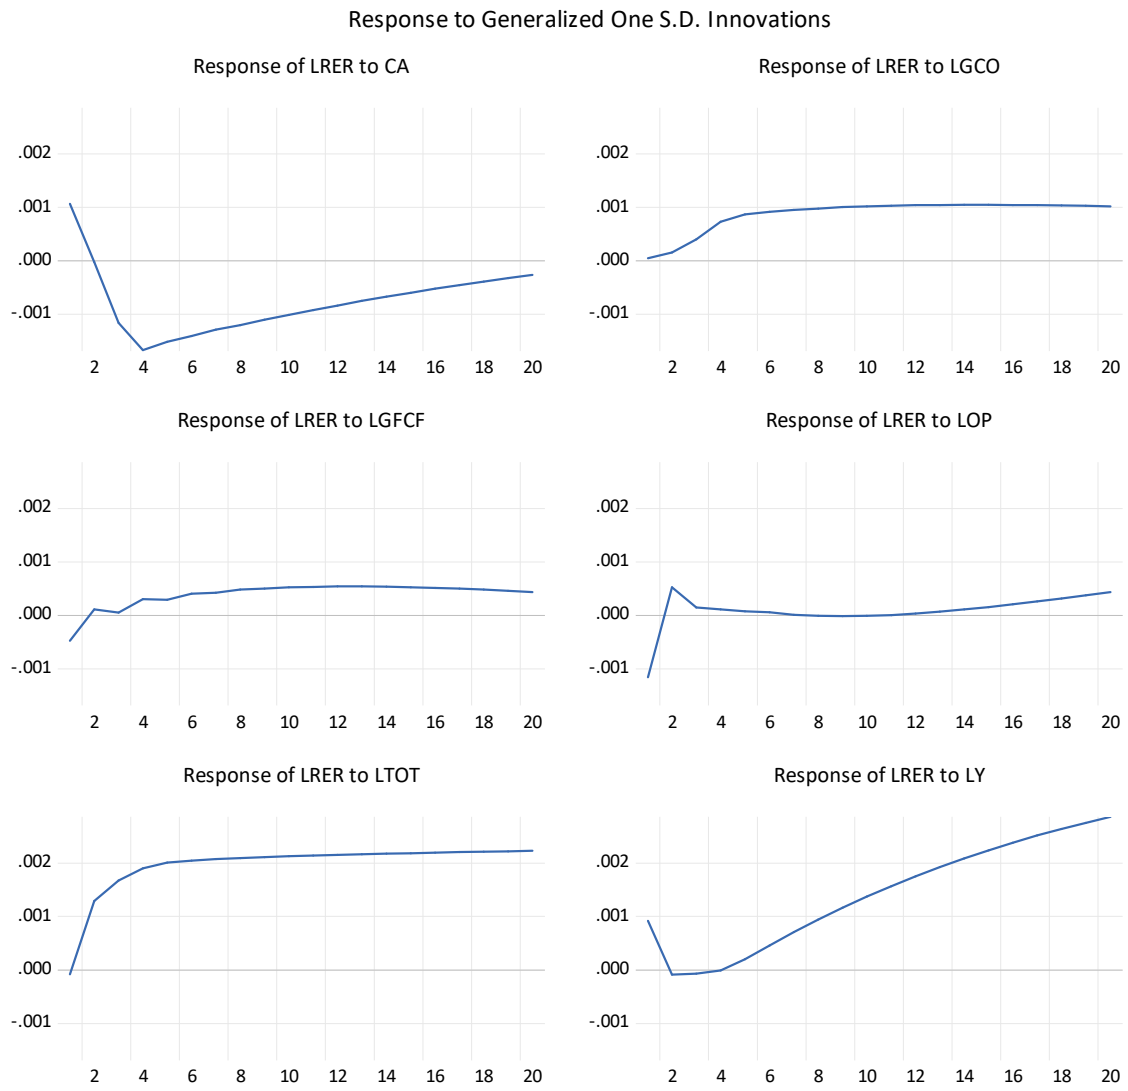 Response to Generalized One S.D. Innovations
Response of LRER to CA
.002
.001
.000
-.001
2 4 6 8 10 12 14 16 18 20
Response of LRER to LGCO
.002
.001
.000
-.001
2 4 6 8 10 12 14 16 18 20
Response of LRER to LGFCF
.002
.001
.000
-.001
2 4 6 8 10 12 14 16 18 20
Response of LRER to LOP
.002
.001
.000
-.001
2 4 6 8 10 12 14 16 18 20
Response of LRER to LTOT
.002
.001
.000
-.001
2 4 6 8 10 12 14 16 18 20
Response of LRER to LY
.002
.001
.000
-.001
2 4 6 8 10 12 14 16 18 20